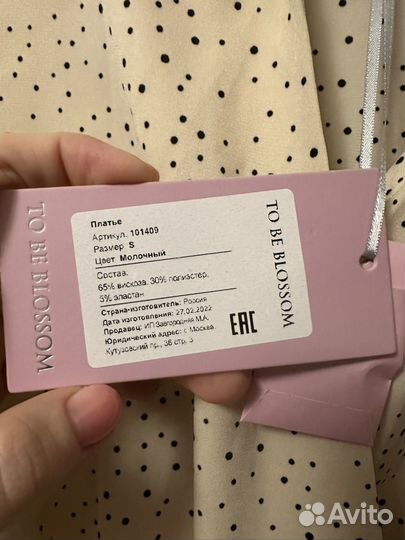 TO BE BLOSSOM
Платье
Артикул. 101409
Размер S
Цвет Молочный
Состав.
65% вискоза, 30% полиэстер,
5% эластан
Страна-изготовитель: Россия
Дата изготовления: 27.02.2022
Продавец: ИП Завгородняя М.А.
Юридический адрес: г. Москва,
Кутузовский пр., 36 стр. 3
EAC
TO BE BLOSSOM
Avito